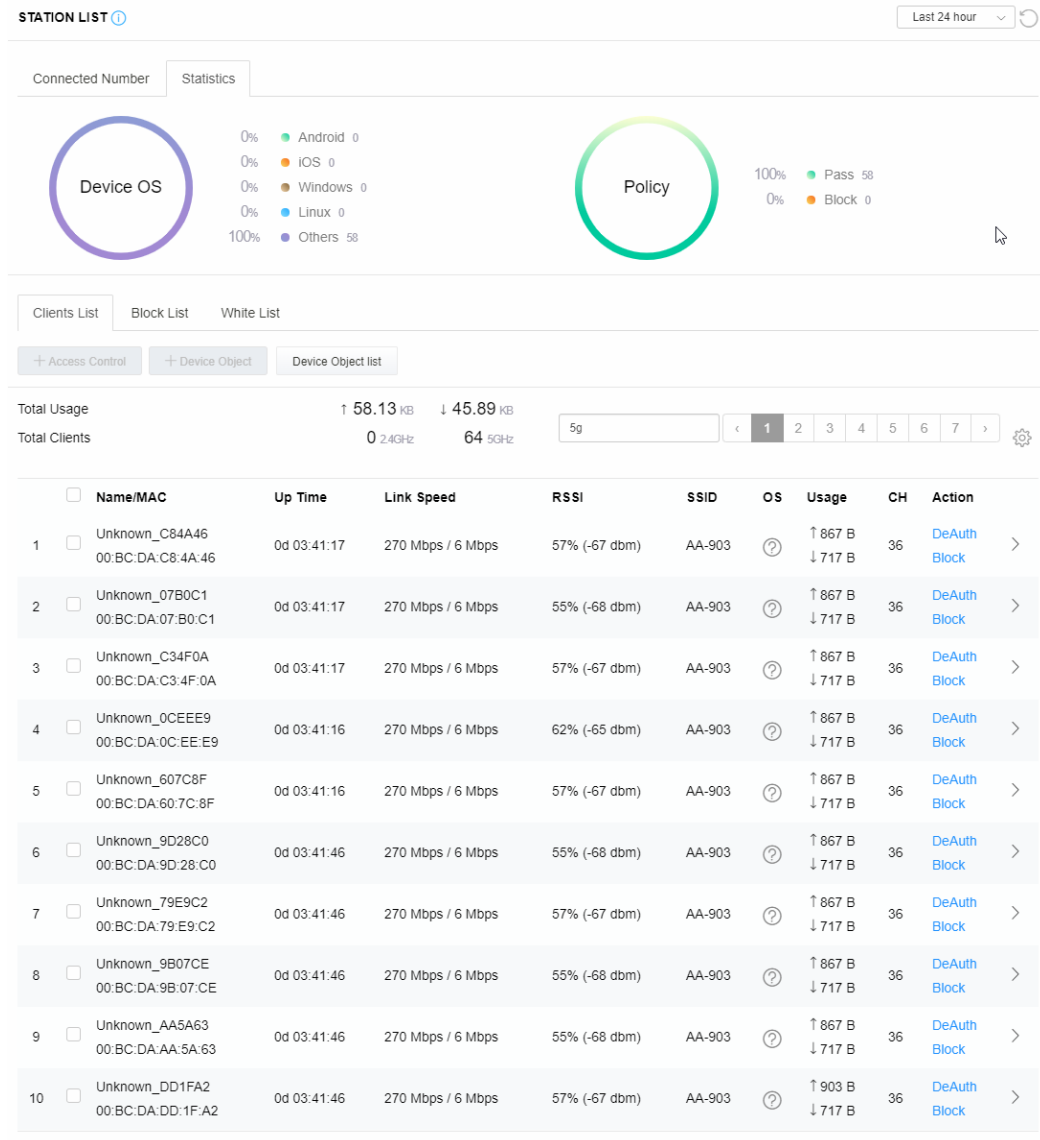 STATION LIST
Last 24 hour
Connected Number Statistics
Device OS
0% Android 0
0% iOS 0
0% Windows 0
0% Linux 0
100% Others 58
Policy
100% Pass 58
0% Block 0
Clients List Block List White List
+ Access Control + Device Object Device Object list
Total Usage ↑ 58.13 KB ↓ 45.89 KB
Total Clients 0 2.4GHz 64 5GHz
5g ‹ 1 2 3 4 5 6 7 ›
Name/MAC Up Time Link Speed RSSI SSID OS Usage CH Action
Unknown_C84A46 ↑ 867 B DeAuth
1 0d 03:41:17 270 Mbps / 6 Mbps 57% (-67 dbm) AA-903 ? 36
00:BC:DA:C8:4A:46 ↓ 717 B Block
Unknown_07B0C1 ↑ 867 B DeAuth
2 0d 03:41:17 270 Mbps / 6 Mbps 55% (-68 dbm) AA-903 ? 36
00:BC:DA:07:B0:C1 ↓ 717 B Block
Unknown_C34F0A ↑ 867 B DeAuth
3 0d 03:41:17 270 Mbps / 6 Mbps 57% (-67 dbm) AA-903 ? 36
00:BC:DA:C3:4F:0A ↓ 717 B Block
Unknown_0CEEE9 ↑ 867 B DeAuth
4 0d 03:41:16 270 Mbps / 6 Mbps 62% (-65 dbm) AA-903 ? 36
00:BC:DA:0C:EE:E9 ↓ 717 B Block
Unknown_607C8F ↑ 867 B DeAuth
5 0d 03:41:16 270 Mbps / 6 Mbps 57% (-67 dbm) AA-903 ? 36
00:BC:DA:60:7C:8F ↓ 717 B Block
Unknown_9D28C0 ↑ 867 B DeAuth
6 0d 03:41:46 270 Mbps / 6 Mbps 55% (-68 dbm) AA-903 ? 36
00:BC:DA:9D:28:C0 ↓ 717 B Block
Unknown_79E9C2 ↑ 867 B DeAuth
7 0d 03:41:46 270 Mbps / 6 Mbps 57% (-67 dbm) AA-903 ? 36
00:BC:DA:79:E9:C2 ↓ 717 B Block
Unknown_9B07CE ↑ 867 B DeAuth
8 0d 03:41:46 270 Mbps / 6 Mbps 55% (-68 dbm) AA-903 ? 36
00:BC:DA:9B:07:CE ↓ 717 B Block
Unknown_AA5A63 ↑ 867 B DeAuth
9 0d 03:41:46 270 Mbps / 6 Mbps 55% (-68 dbm) AA-903 ? 36
00:BC:DA:AA:5A:63 ↓ 717 B Block
Unknown_DD1FA2 ↑ 903 B DeAuth
10 0d 03:41:46 270 Mbps / 6 Mbps 57% (-67 dbm) AA-903 ? 36
00:BC:DA:DD:1F:A2 ↓ 717 B Block